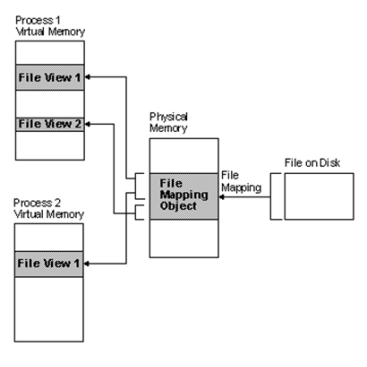 Process 1
Virtual Memory
File View 1
File View 2
Physical
Memory
File
Mapping
Object
File
Mapping
File on Disk
Process 2
Virtual Memory
File View 1